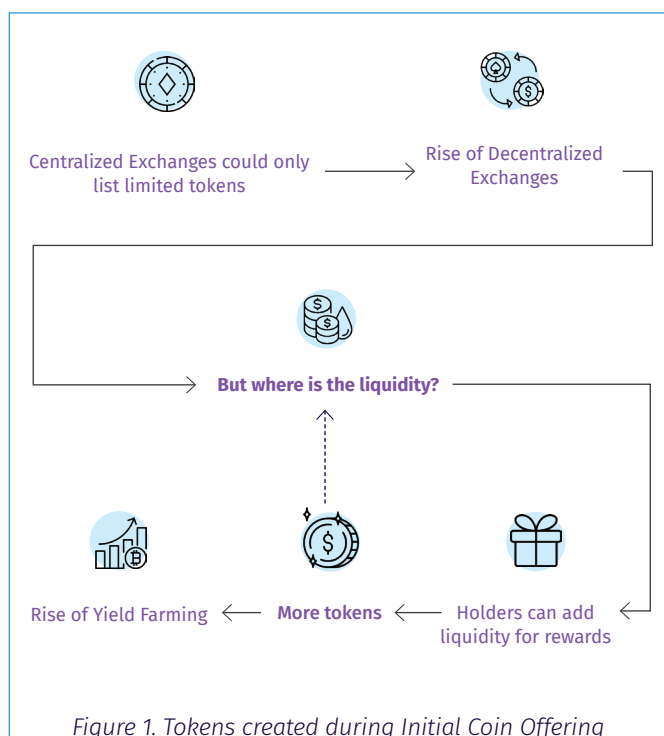 Centralized Exchanges could only
list limited tokens
Rise of Decentralized
Exchanges
But where is the liquidity?
Rise of Yield Farming
More tokens
Holders can add
liquidity for rewards
Figure 1. Tokens created during Initial Coin Offering